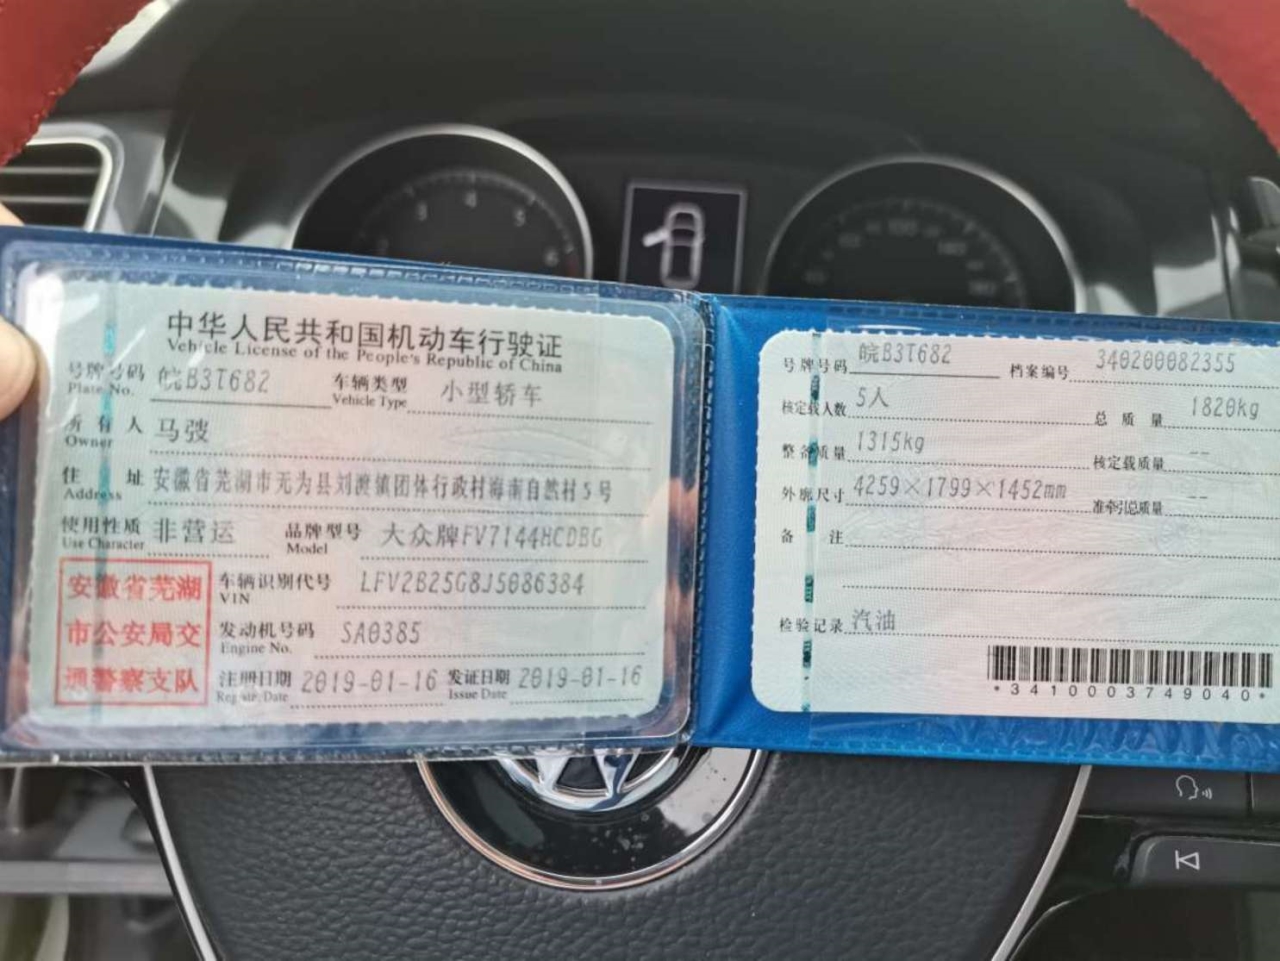 中华人民共和国机动车行驶证
Vehicle License of the People's Republic of China
号牌号码 皖B3T682 车辆类型 小型轿车
Plate No. Vehicle Type
所有人 马骏
Owner
住址 安徽省芜湖市无为县刘渡镇团体行政村海南自然村5号
Address
使用性质 非营运 品牌型号 大众牌FV7144HCDBG
Use Character Model
安徽省芜湖
市公安局交
通警察支队
车辆识别代号 LFV2B25G8J5086384
VIN
发动机号码 SA0385
Engine No.
注册日期 2019-01-16 发证日期 2019-01-16
Register Date Issue Date
号牌号码 皖B3T682 档案编号 340200082355
核定载人数 5人 总质量 1820kg
整备质量 1315kg 核定载质量 --
外廓尺寸 4259×1799×1452mm 准牵引总质量 --
备注
检验记录 汽油
*3410003749040*